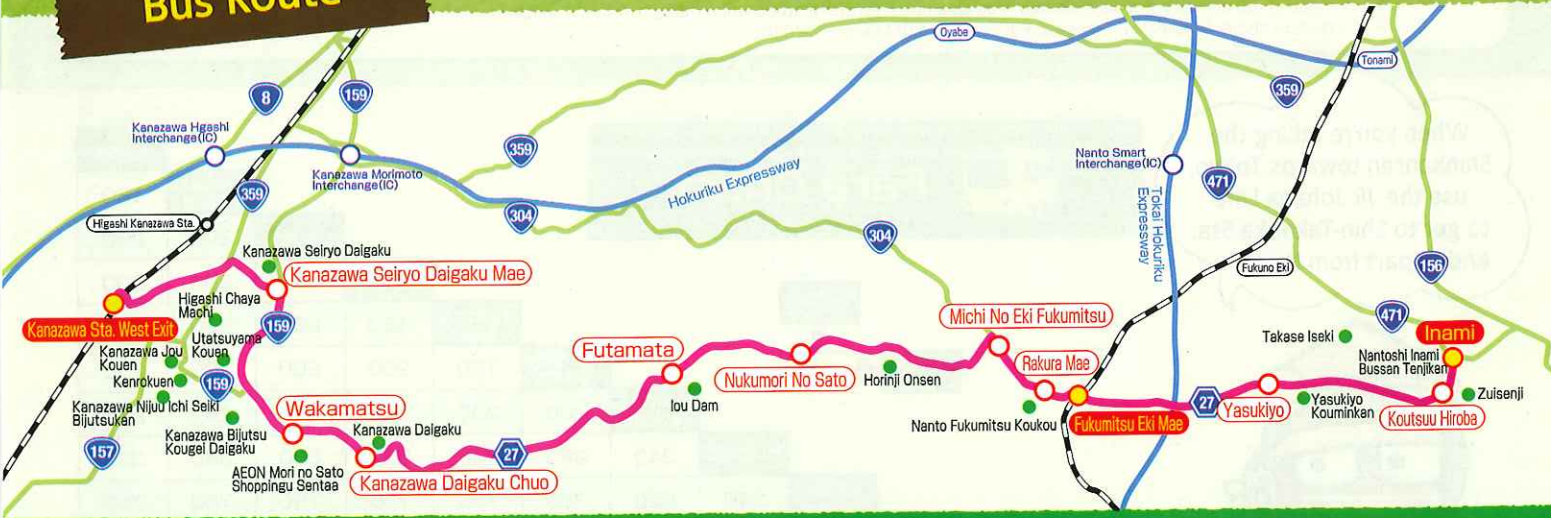 Bus Route
Oyabe
Tonami
8
159
359
Kanazawa Hgashi
Interchange(IC)
Kanazawa Morimoto
Interchange(IC)
359
359
304
Hokuriku Expressway
Nanto Smart
Interchange(IC)
Tokai Hokuriku
Expressway
471
304
156
Higashi Kanazawa Sta.
Fukuno Eki
Kanazawa Seiryo Daigaku
Kanazawa Seiryo Daigaku Mae
Kanazawa Sta. West Exit
Higashi Chaya
Machi
Utatsuyama
Kouen
159
Kanazawa Jou
Kouen
Kenrokuen
159
Kanazawa Nijuu Ichi Seiki
Bijutsukan
Kanazawa Bijutsu
Kougei Daigaku
157
Wakamatsu
AEON Mori no Sato
Shoppingu Sentaa
Kanazawa Daigaku
Kanazawa Daigaku Chuo
27
Futamata
Iou Dam
Nukumori No Sato
Horinji Onsen
Michi No Eki Fukumitsu
Rakura Mae
Nanto Fukumitsu Koukou
Fukumitsu Eki Mae
27
Yasukiyo
Yasukiyo
Kouminkan
Takase Iseki
471
Inami
Nantoshi Inami
Bussan Tenjikan
Koutsuu Hiroba
Zuisenji